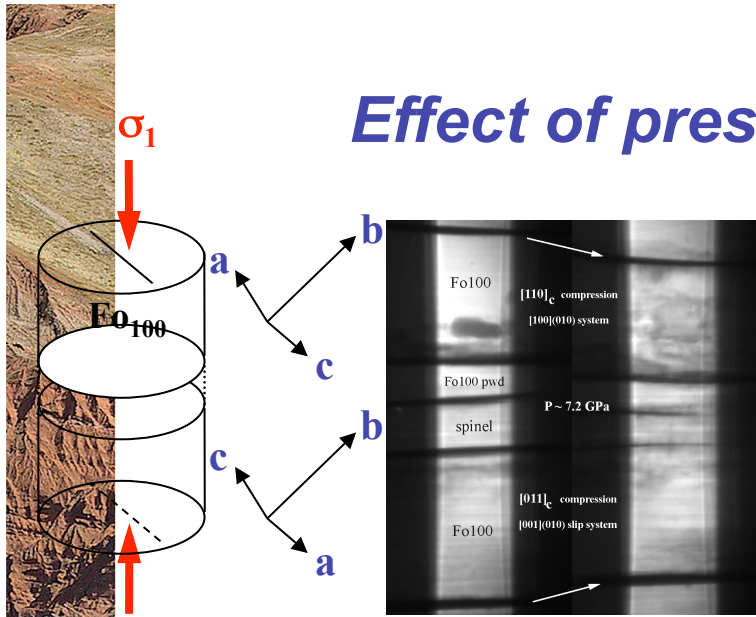 Effect of pres
σ1
b
a
Fo100
c
b
c
a
Fo100
[110]c compression
[100](010) system
Fo100 pwd
P ~ 7.2 GPa
spinel
[011]c compression
[001](010) slip system
Fo100